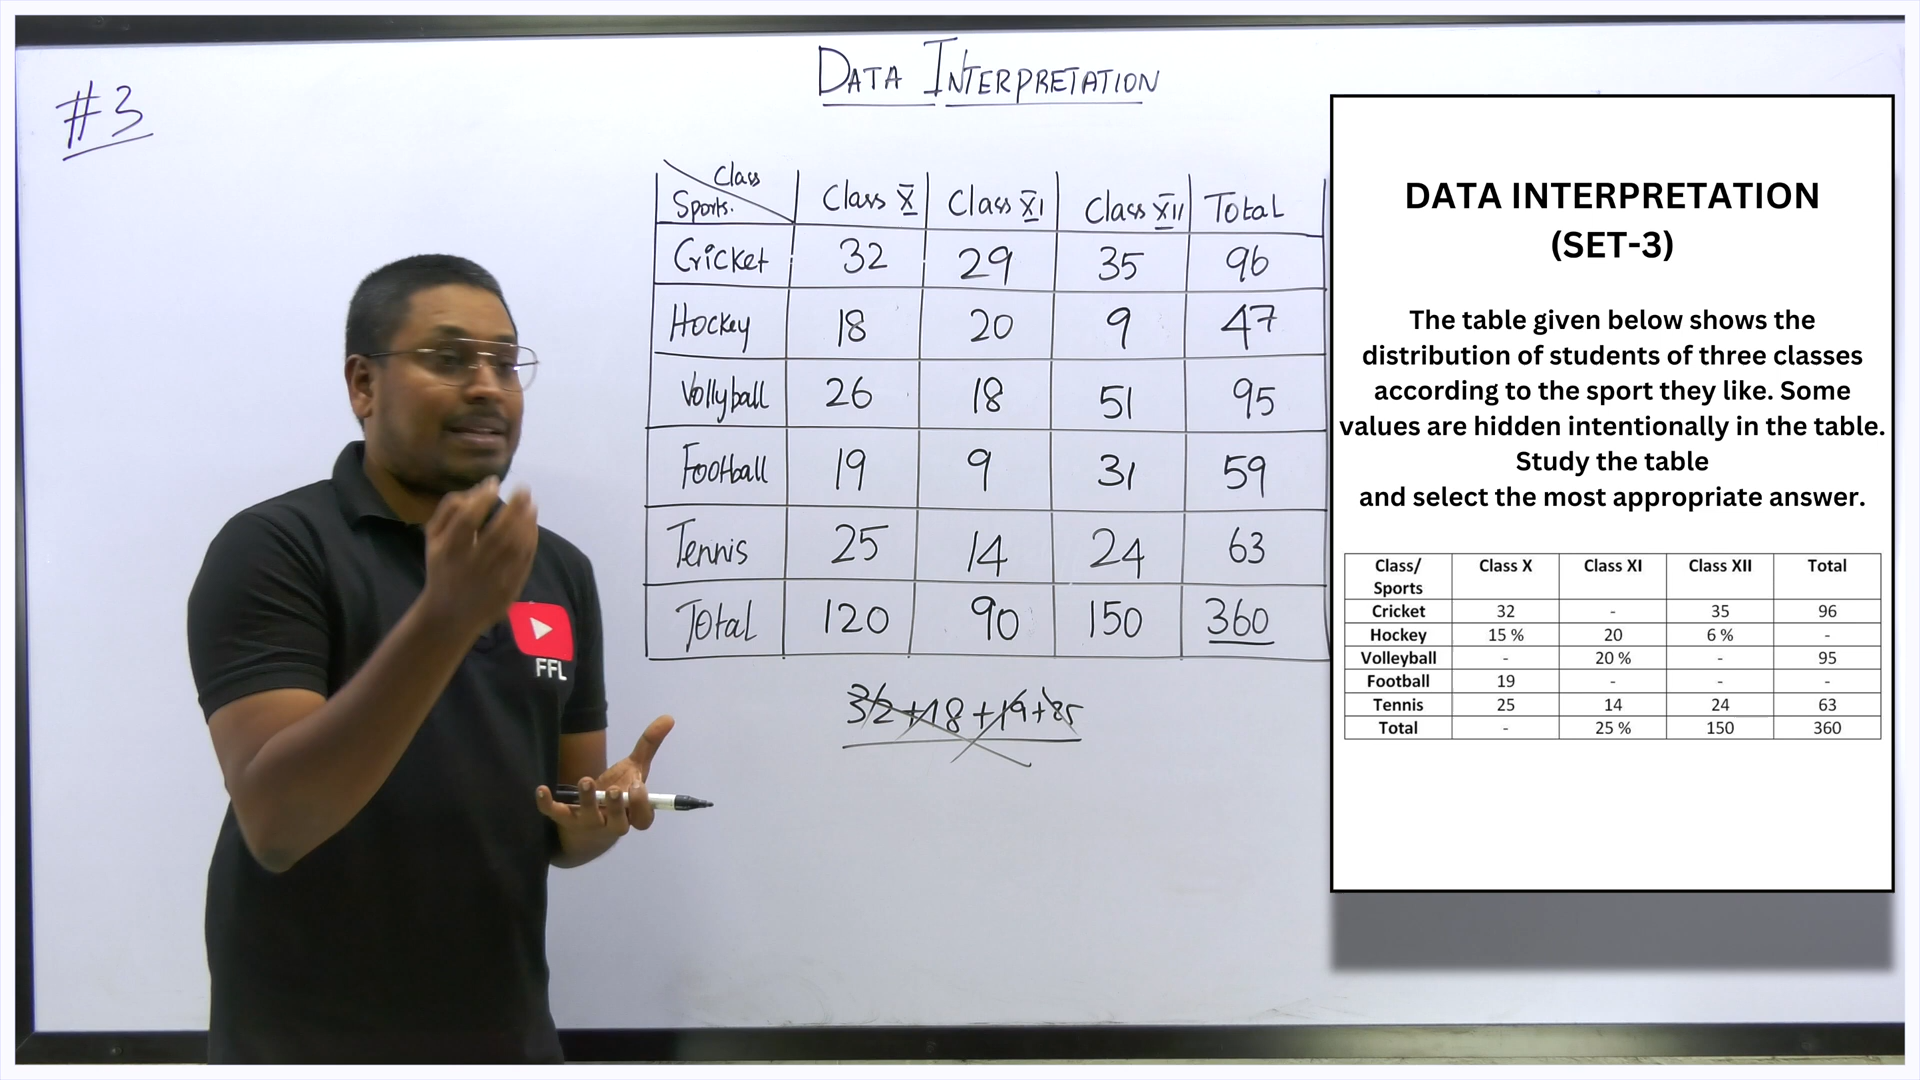 DATA INTERPRETATION
#3
Class
Sports.
Class X Class XI Class XII Total
Cricket 32 29 35 96
Hockey 18 20 9 47
Vollyball 26 18 51 95
Football 19 9 31 59
Tennis 25 14 24 63
Total 120 90 150 360
32+18+19+25
FFL
DATA INTERPRETATION
(SET-3)
The table given below shows the
distribution of students of three classes
according to the sport they like. Some
values are hidden intentionally in the table.
Study the table
and select the most appropriate answer.
Class/ Class X Class XI Class XII Total
Sports
Cricket 32 - 35 96
Hockey 15 % 20 6 % -
Volleyball - 20 % - 95
Football 19 - - -
Tennis 25 14 24 63
Total - 25 % 150 360